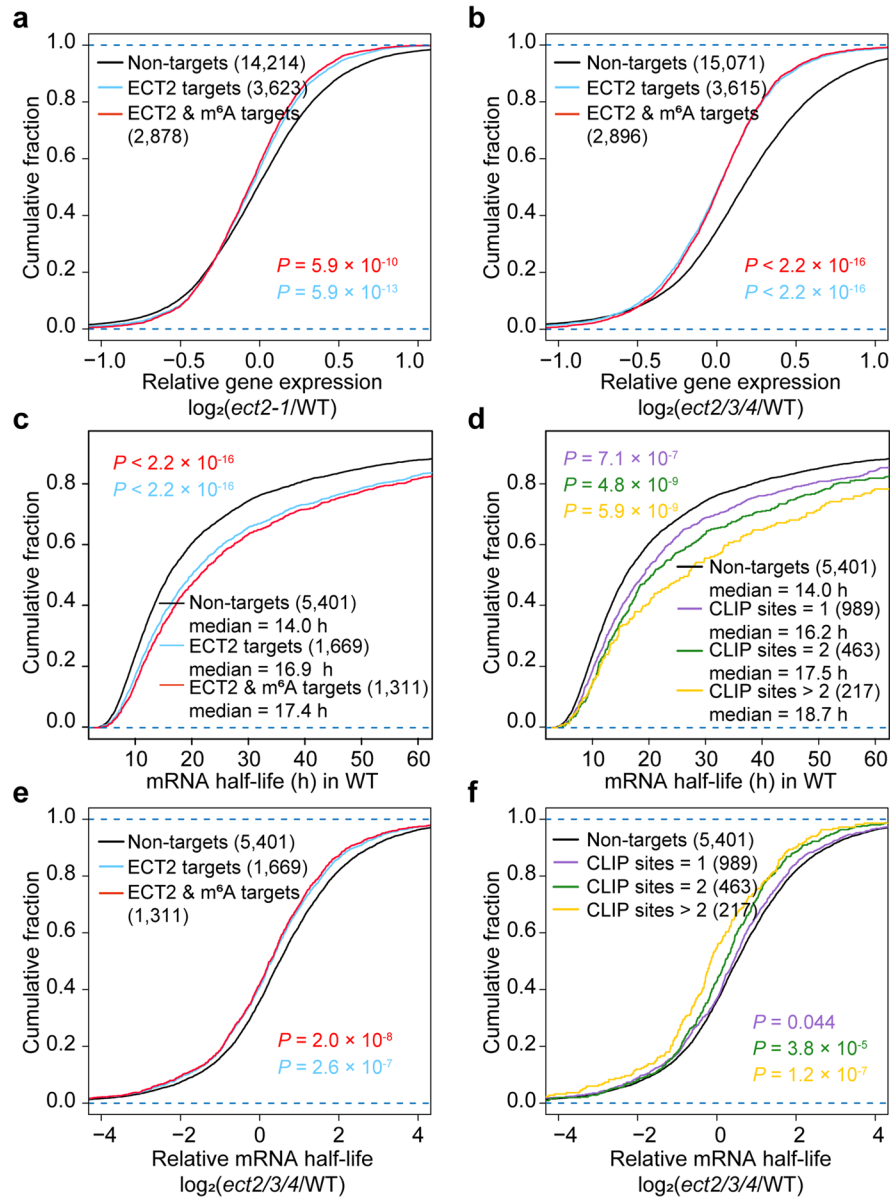 a
1.0
0.8
0.6
0.4
0.2
0.0
Cumulative fraction
Non-targets (14,214)
ECT2 targets (3,623)
ECT2 & m⁶A targets
(2,878)
P = 5.9 × 10⁻¹⁰
P = 5.9 × 10⁻¹³
−1.0 −0.5 0.0 0.5 1.0
Relative gene expression
log₂(ect2-1/WT)
b
1.0
0.8
0.6
0.4
0.2
0.0
Cumulative fraction
Non-targets (15,071)
ECT2 targets (3,615)
ECT2 & m⁶A targets
(2,896)
P < 2.2 × 10⁻¹⁶
P < 2.2 × 10⁻¹⁶
−1.0 −0.5 0.0 0.5 1.0
Relative gene expression
log₂(ect2/3/4/WT)
c
0.8
0.6
0.4
0.2
0.0
Cumulative fraction
P < 2.2 × 10⁻¹⁶
P < 2.2 × 10⁻¹⁶
Non-targets (5,401)
median = 14.0 h
ECT2 targets (1,669)
median = 16.9 h
ECT2 & m⁶A targets (1,311)
median = 17.4 h
10 20 30 40 50 60
mRNA half-life (h) in WT
d
0.8
0.6
0.4
0.2
0.0
Cumulative fraction
P = 7.1 × 10⁻⁷
P = 4.8 × 10⁻⁹
P = 5.9 × 10⁻⁹
Non-targets (5,401)
median = 14.0 h
CLIP sites = 1 (989)
median = 16.2 h
CLIP sites = 2 (463)
median = 17.5 h
CLIP sites > 2 (217)
median = 18.7 h
10 20 30 40 50 60
mRNA half-life (h) in WT
e
1.0
0.8
0.6
0.4
0.2
0.0
Cumulative fraction
Non-targets (5,401)
ECT2 targets (1,669)
ECT2 & m⁶A targets
(1,311)
P = 2.0 × 10⁻⁸
P = 2.6 × 10⁻⁷
−4 −2 0 2 4
Relative mRNA half-life
log₂(ect2/3/4/WT)
f
1.0
0.8
0.6
0.4
0.2
0.0
Cumulative fraction
Non-targets (5,401)
CLIP sites = 1 (989)
CLIP sites = 2 (463)
CLIP sites > 2 (217)
P = 0.044
P = 3.8 × 10⁻⁵
P = 1.2 × 10⁻⁷
−4 −2 0 2 4
Relative mRNA half-life
log₂(ect2/3/4/WT)